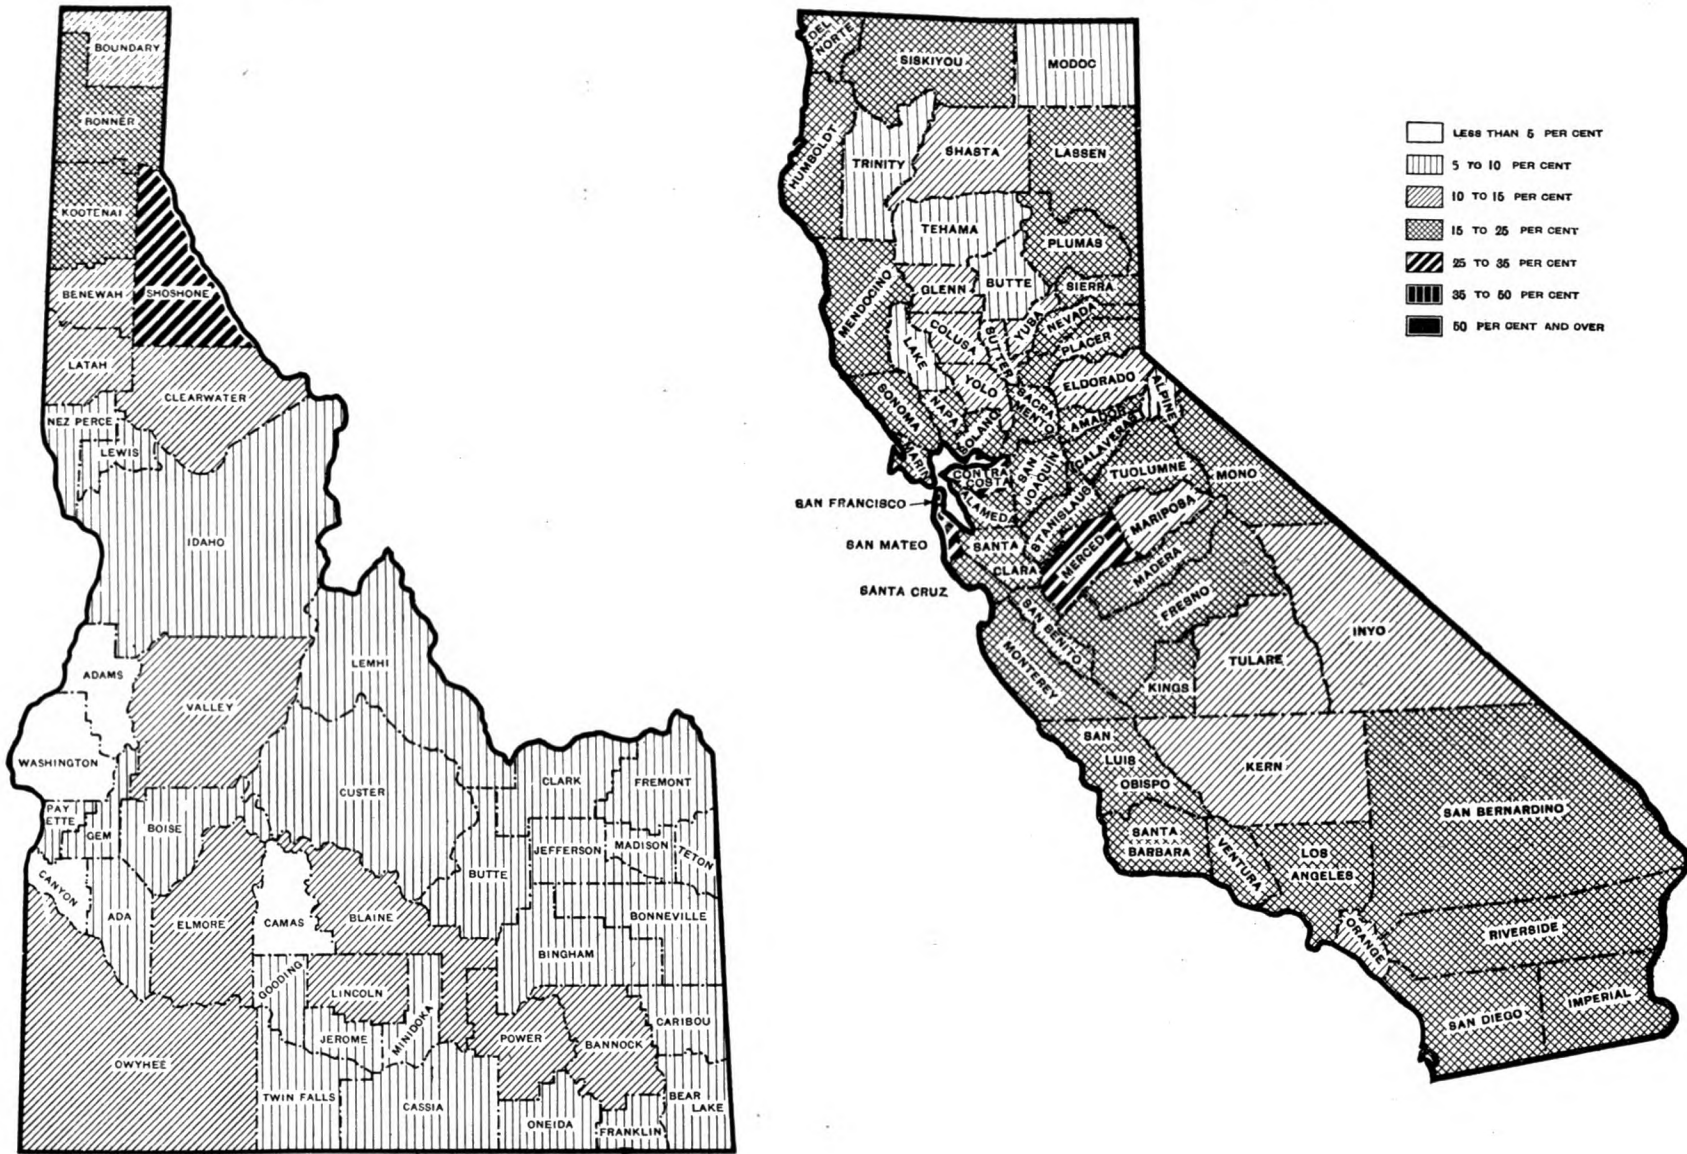 BOUNDARY
BONNER
KOOTENAI
BENEWAH
SHOSHONE
LATAH
CLEARWATER
NEZ PERCE
LEWIS
IDAHO
ADAMS
VALLEY
LEMHI
WASHINGTON
CUSTER
CLARK
FREMONT
PAY
ETTE
GEM
BOISE
JEFFERSON
MADISON
TETON
BUTTE
CANYON
ADA
ELMORE
CAMAS
BLAINE
BONNEVILLE
BINGHAM
GOODING
LINCOLN
JEROME
MINIDOKA
POWER
BANNOCK
CARIBOU
OWYHEE
TWIN FALLS
CASSIA
ONEIDA
FRANKLIN
BEAR
LAKE
DEL
NORTE
SISKIYOU
MODOC
HUMBOLDT
TRINITY
SHASTA
LASSEN
TEHAMA
PLUMAS
MENDOCINO
GLENN
BUTTE
SIERRA
COLUSA
SUTTER
YUBA
NEVADA
PLACER
LAKE
YOLO
ELDORADO
ALPINE
SONOMA
NAPA
SOLANO
SACRA
MENTO
AMADOR
CALAVERAS
MARIN
CONTRA
COSTA
SAN
JOAQUIN
TUOLUMNE
MONO
SAN FRANCISCO
ALAMEDA
STANISLAUS
MARIPOSA
SAN MATEO
SANTA
CLARA
MERCED
MADERA
SANTA CRUZ
SAN BENITO
FRESNO
MONTEREY
KINGS
TULARE
INYO
SAN
LUIS
OBISPO
KERN
SAN BERNARDINO
SANTA
BARBARA
VENTURA
LOS
ANGELES
ORANGE
RIVERSIDE
SAN DIEGO
IMPERIAL
LESS THAN 5 PER CENT
5 TO 10 PER CENT
10 TO 15 PER CENT
15 TO 25 PER CENT
25 TO 35 PER CENT
35 TO 50 PER CENT
50 PER CENT AND OVER